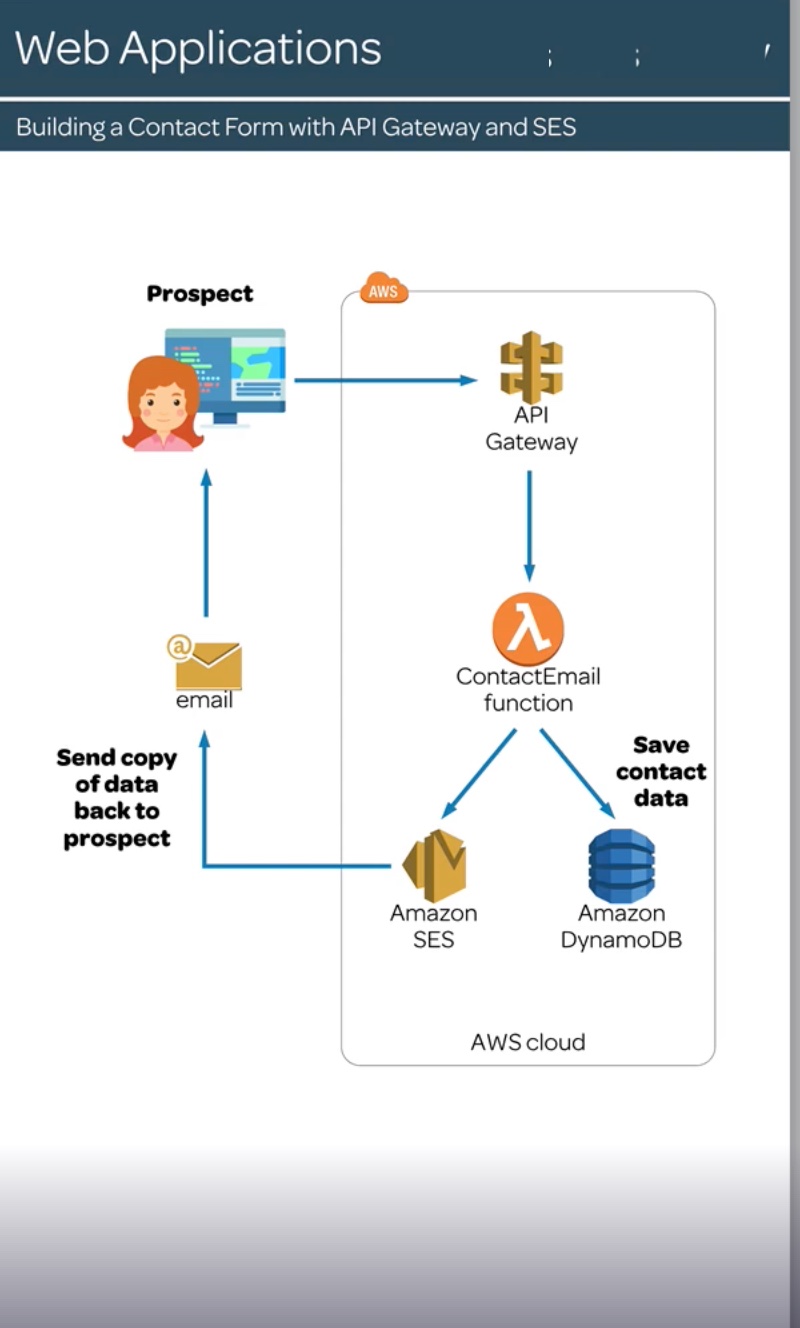 Web Applications
Building a Contact Form with API Gateway and SES
Prospect
AWS
API
Gateway
ContactEmail
function
email
Send copy
of data
back to
prospect
Save
contact
data
Amazon
SES
Amazon
DynamoDB
AWS cloud